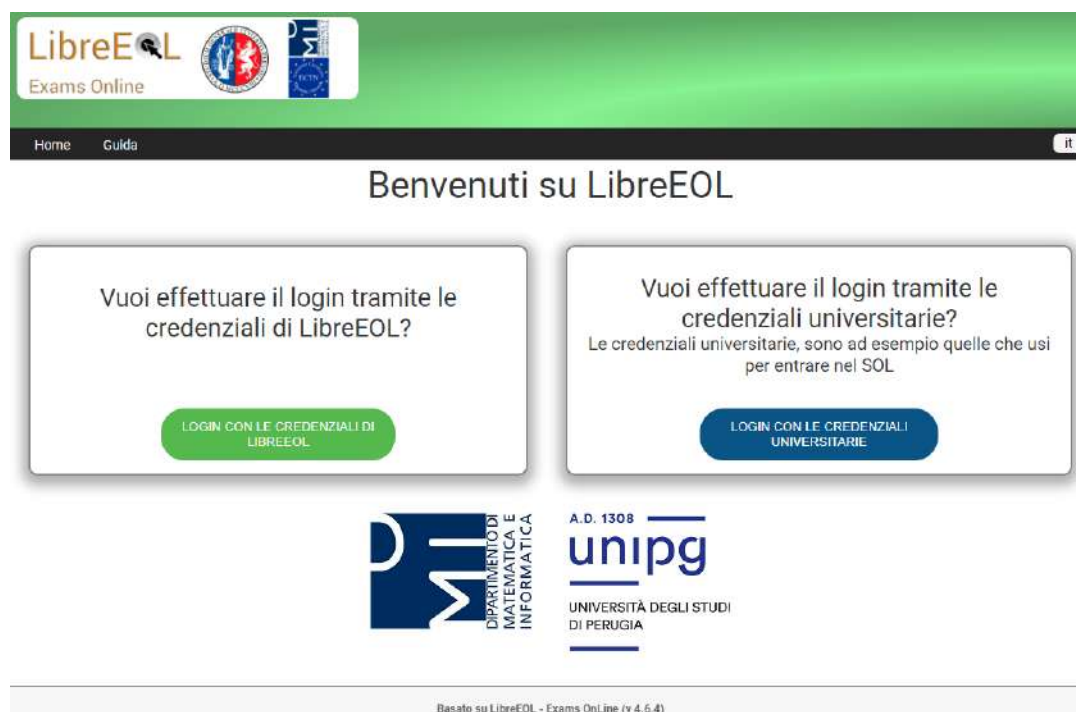 LibreEOL
Exams Online
DMI
ECTN
Home
Guida
it
Benvenuti su LibreEOL
Vuoi effettuare il login tramite le
credenziali di LibreEOL?
LOGIN CON LE CREDENZIALI DI
LIBREEOL
Vuoi effettuare il login tramite le
credenziali universitarie?
Le credenziali universitarie, sono ad esempio quelle che usi
per entrare nel SOL
LOGIN CON LE CREDENZIALI
UNIVERSITARIE
DMI
DIPARTIMENTO DI
MATEMATICA E
INFORMATICA
A.D. 1308
unipg
UNIVERSITÀ DEGLI STUDI
DI PERUGIA
Basato su LibreEOL - Exams OnLine (v 4.6.4)